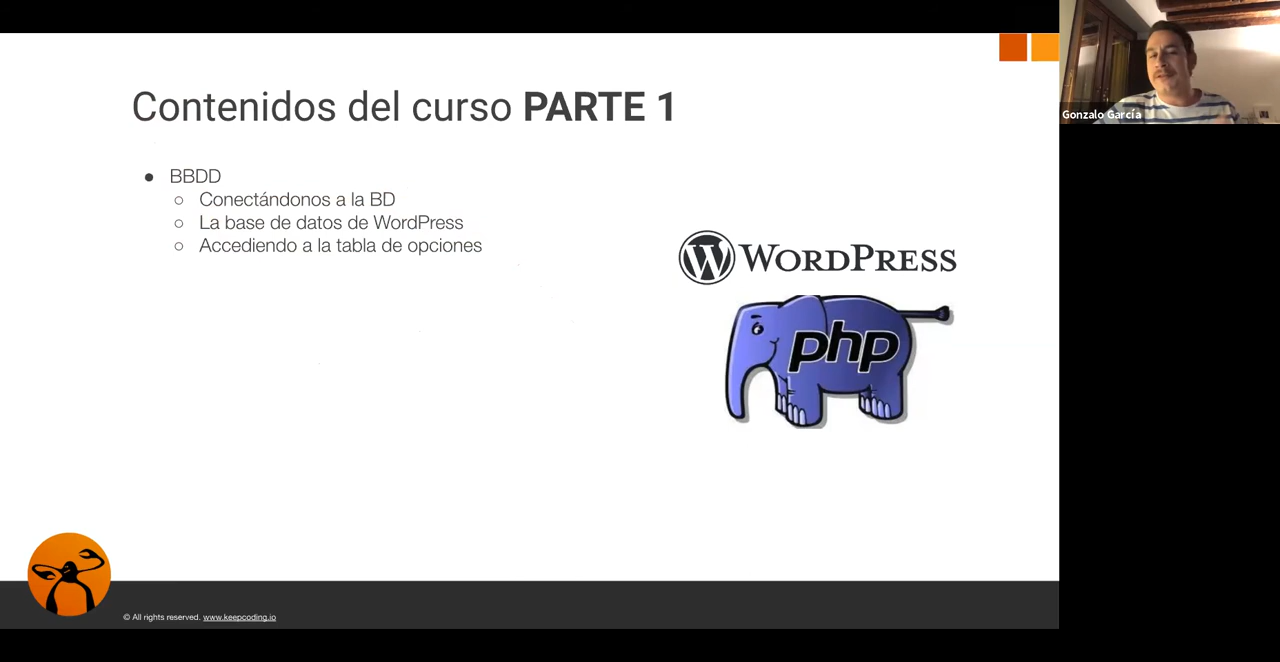 Contenidos del curso PARTE 1
BBDD
Conectándonos a la BD
La base de datos de WordPress
Accediendo a la tabla de opciones
WORDPRESS
php
© All rights reserved. www.keepcoding.io
Gonzalo García